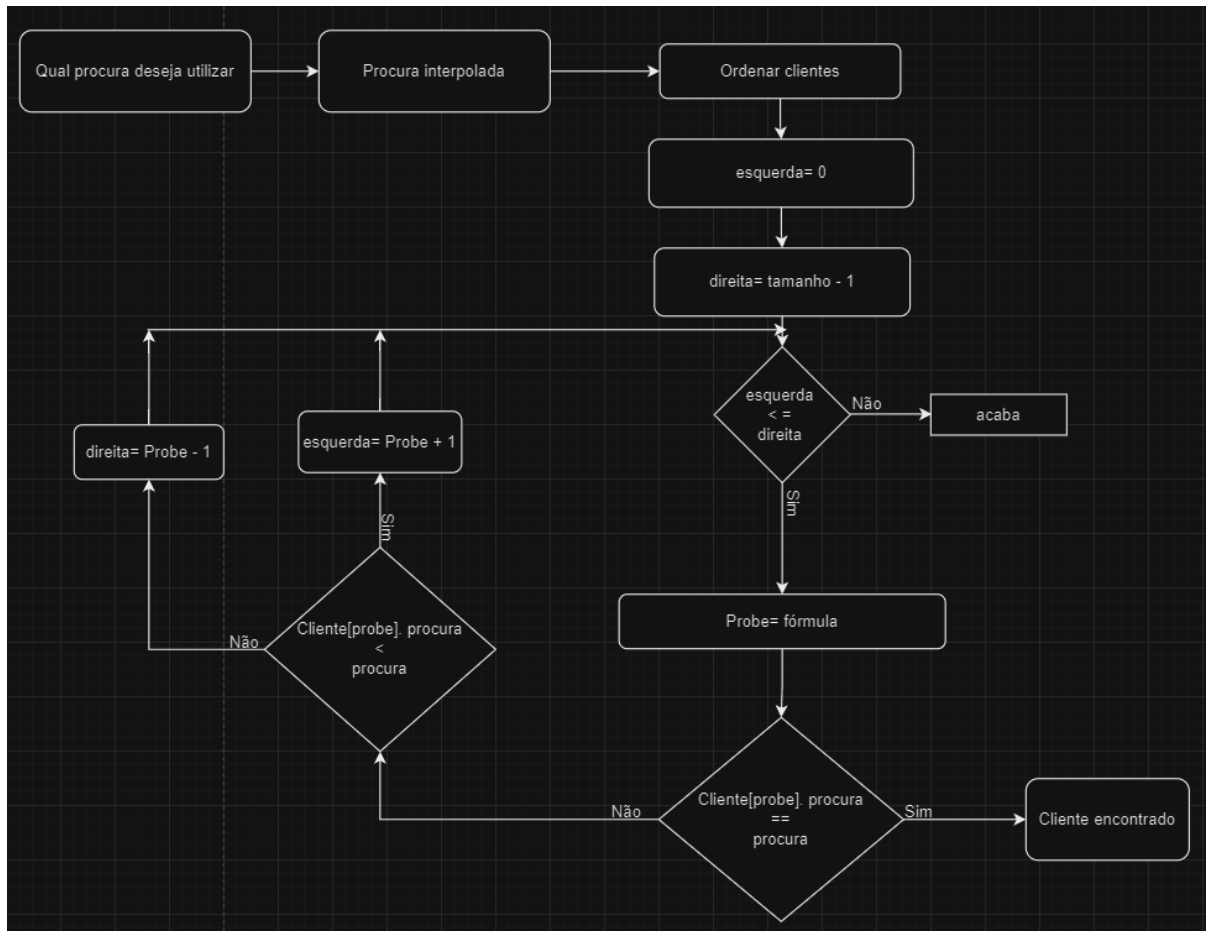 Qual procura deseja utilizar
Procura interpolada
Ordenar clientes
esquerda= 0
direita= tamanho - 1
esquerda
< =
direita
Não
acaba
Sim
direita= Probe - 1
esquerda= Probe + 1
Sim
Cliente[probe]. procura
<
procura
Não
Probe= fórmula
Cliente[probe]. procura
==
procura
Não
Sim
Cliente encontrado